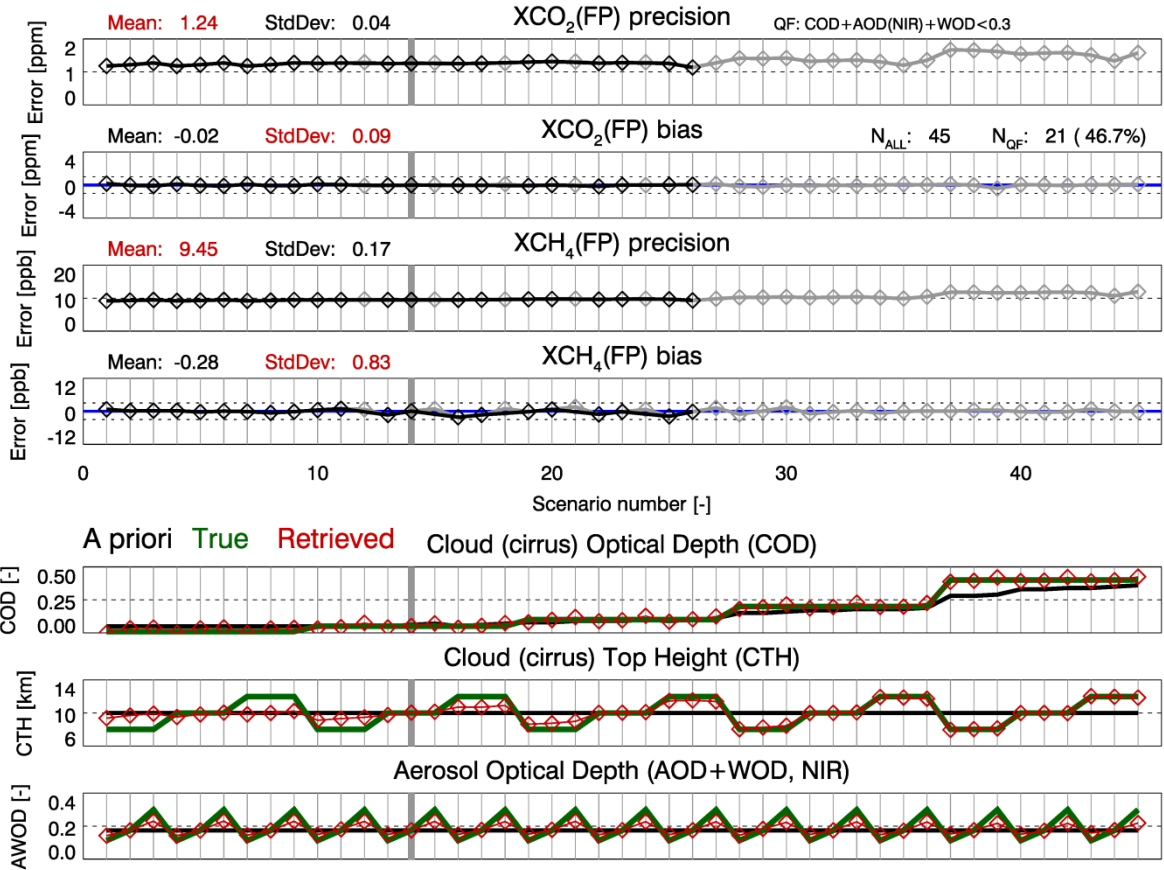 Mean: 1.24 StdDev: 0.04 XCO₂(FP) precision QF: COD+AOD(NIR)+WOD<0.3
Error [ppm]
2
1
0
Mean: -0.02 StdDev: 0.09 XCO₂(FP) bias N_ALL: 45 N_QF: 21 ( 46.7%)
Error [ppm]
4
0
-4
Mean: 9.45 StdDev: 0.17 XCH₄(FP) precision
Error [ppb]
20
10
0
Mean: -0.28 StdDev: 0.83 XCH₄(FP) bias
Error [ppb]
12
0
-12
0 10 20 30 40
Scenario number [-]
A priori True Retrieved Cloud (cirrus) Optical Depth (COD)
COD [-]
0.50
0.25
0.00
Cloud (cirrus) Top Height (CTH)
CTH [km]
14
10
6
Aerosol Optical Depth (AOD+WOD, NIR)
AWOD [-]
0.4
0.2
0.0